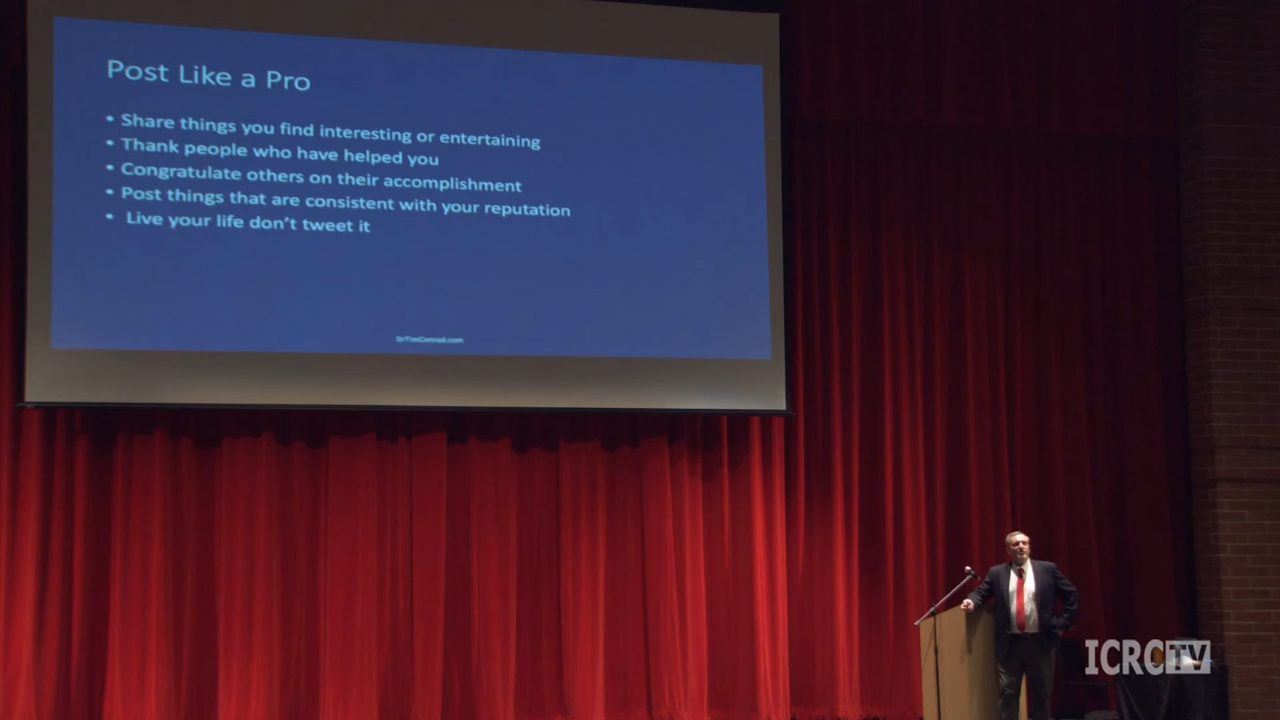 Post Like a Pro
• Share things you find interesting or entertaining
• Thank people who have helped you
• Congratulate others on their accomplishment
• Post things that are consistent with your reputation
• Live your life don't tweet it
DrTimConrad.com
ICRCTV